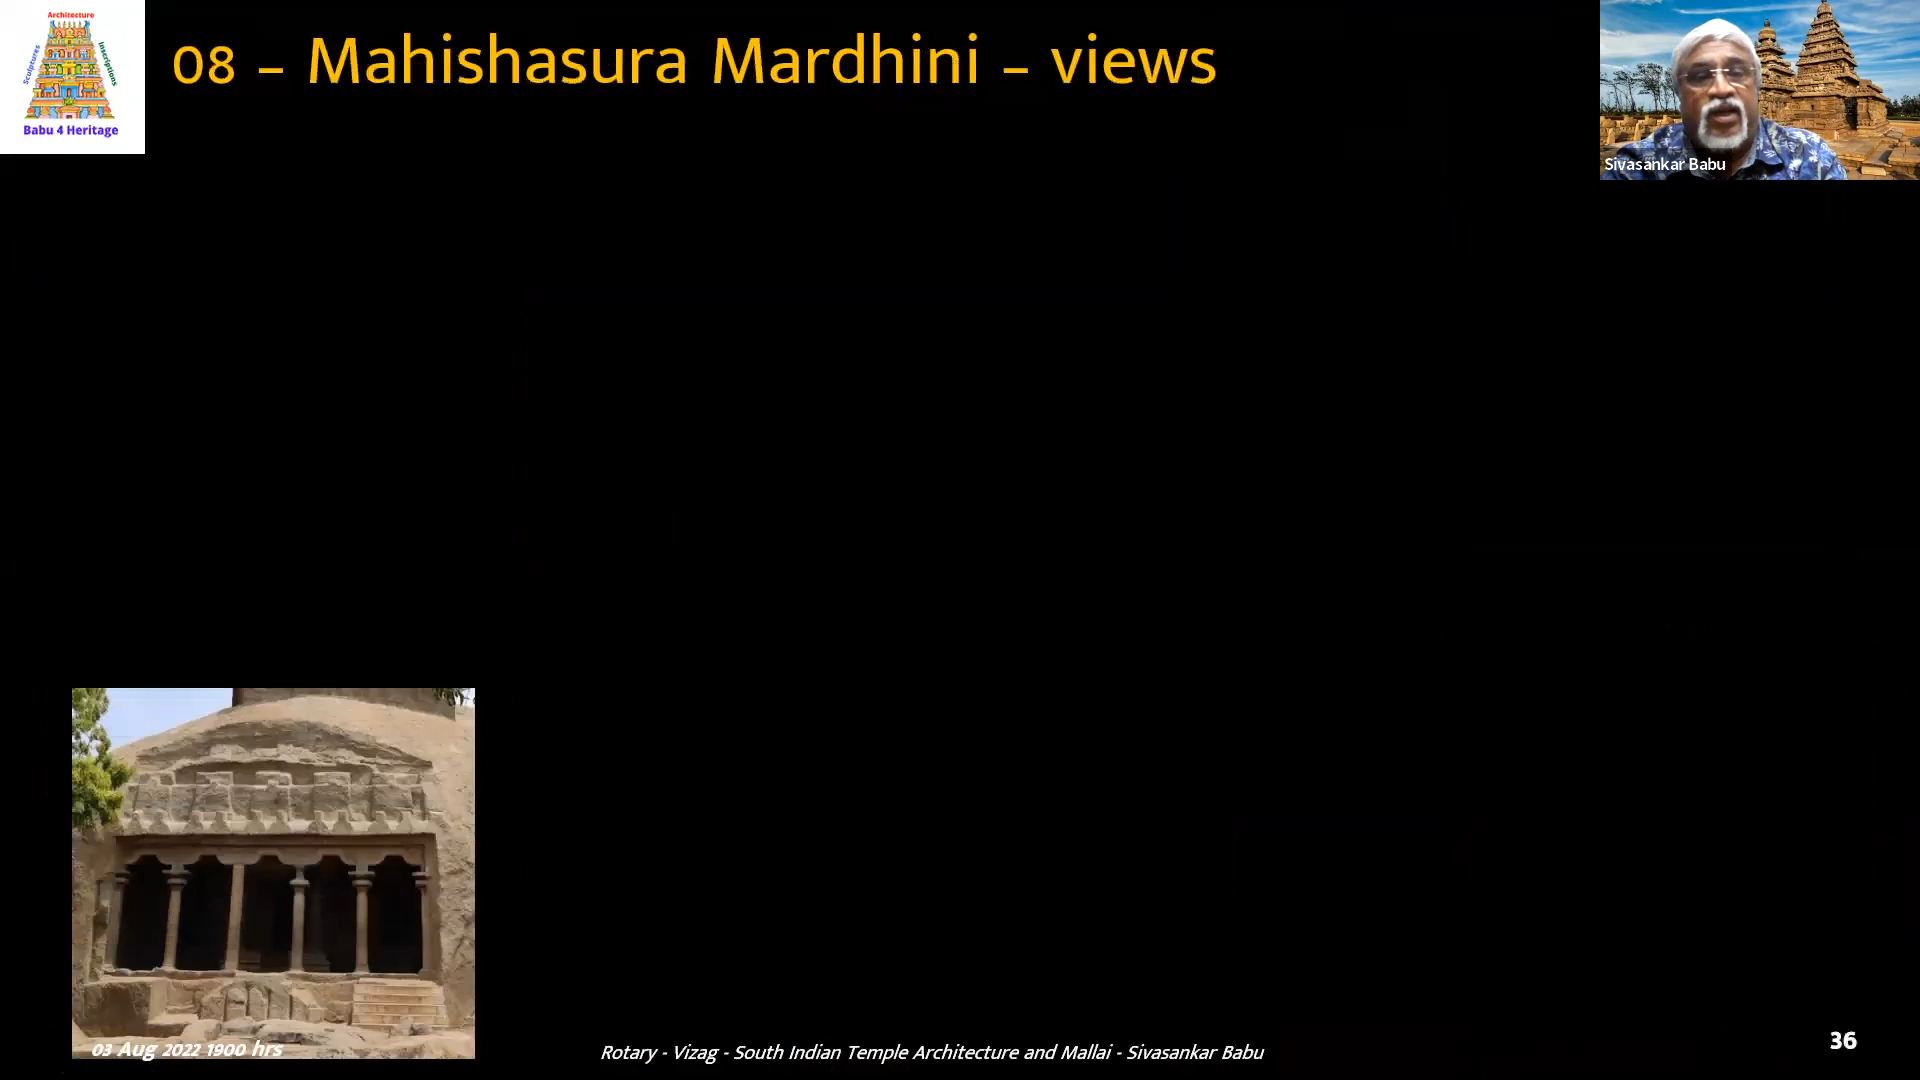 Architecture
Sculptures
Inscriptions
Babu 4 Heritage
08 – Mahishasura Mardhini – views
Sivasankar Babu
03 Aug 2022 1900 hrs
Rotary - Vizag - South Indian Temple Architecture and Mallai - Sivasankar Babu
36